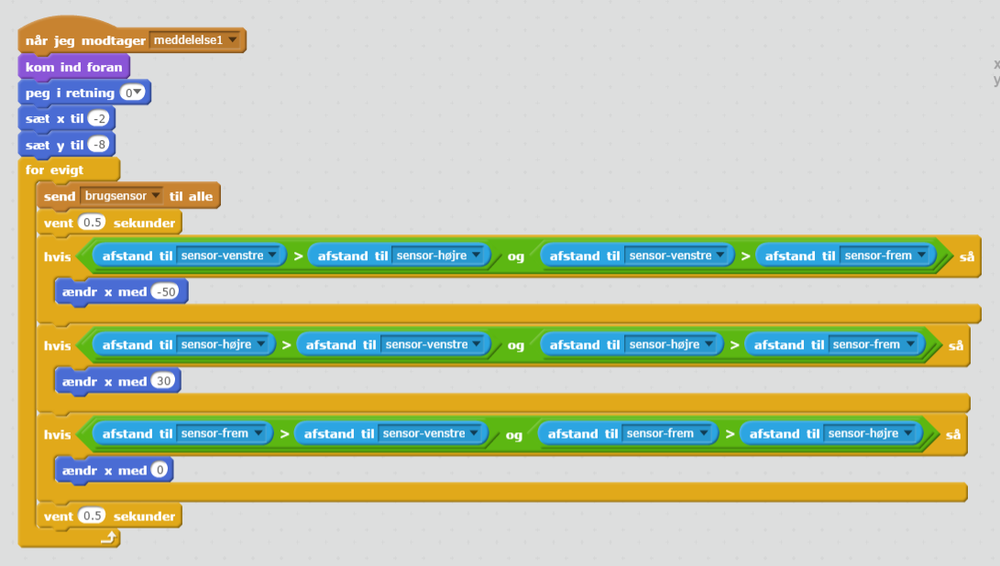 når jeg modtager meddelelse1
kom ind foran
peg i retning 0
sæt x til -2
sæt y til -8
for evigt
send brugsensor til alle
vent 0.5 sekunder
hvis afstand til sensor-venstre > afstand til sensor-højre og afstand til sensor-venstre > afstand til sensor-frem så
ændr x med -50
hvis afstand til sensor-højre > afstand til sensor-venstre og afstand til sensor-højre > afstand til sensor-frem så
ændr x med 30
hvis afstand til sensor-frem > afstand til sensor-venstre og afstand til sensor-frem > afstand til sensor-højre så
ændr x med 0
vent 0.5 sekunder
x
y